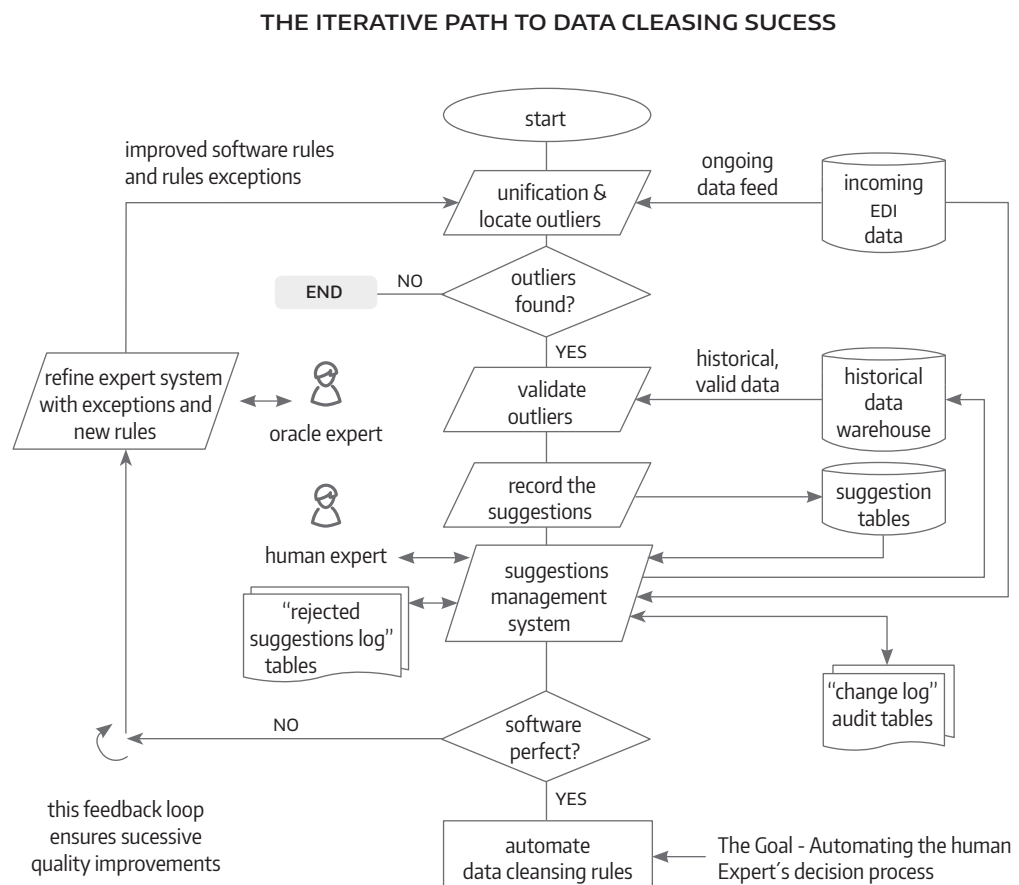 THE ITERATIVE PATH TO DATA CLEASING SUCESS
start
improved software rules
and rules exceptions
unification &
locate outliers
ongoing
data feed
incoming
EDI
data
outliers
found?
NO
END
YES
historical,
valid data
historical
data
warehouse
validate
outliers
refine expert system
with exceptions and
new rules
oracle expert
record the
suggestions
suggestion
tables
human expert
suggestions
management
system
“rejected
suggestions log”
tables
“change log”
audit tables
software
perfect?
NO
YES
this feedback loop
ensures sucessive
quality improvements
automate
data cleansing rules
The Goal - Automating the human
Expert´s decision process